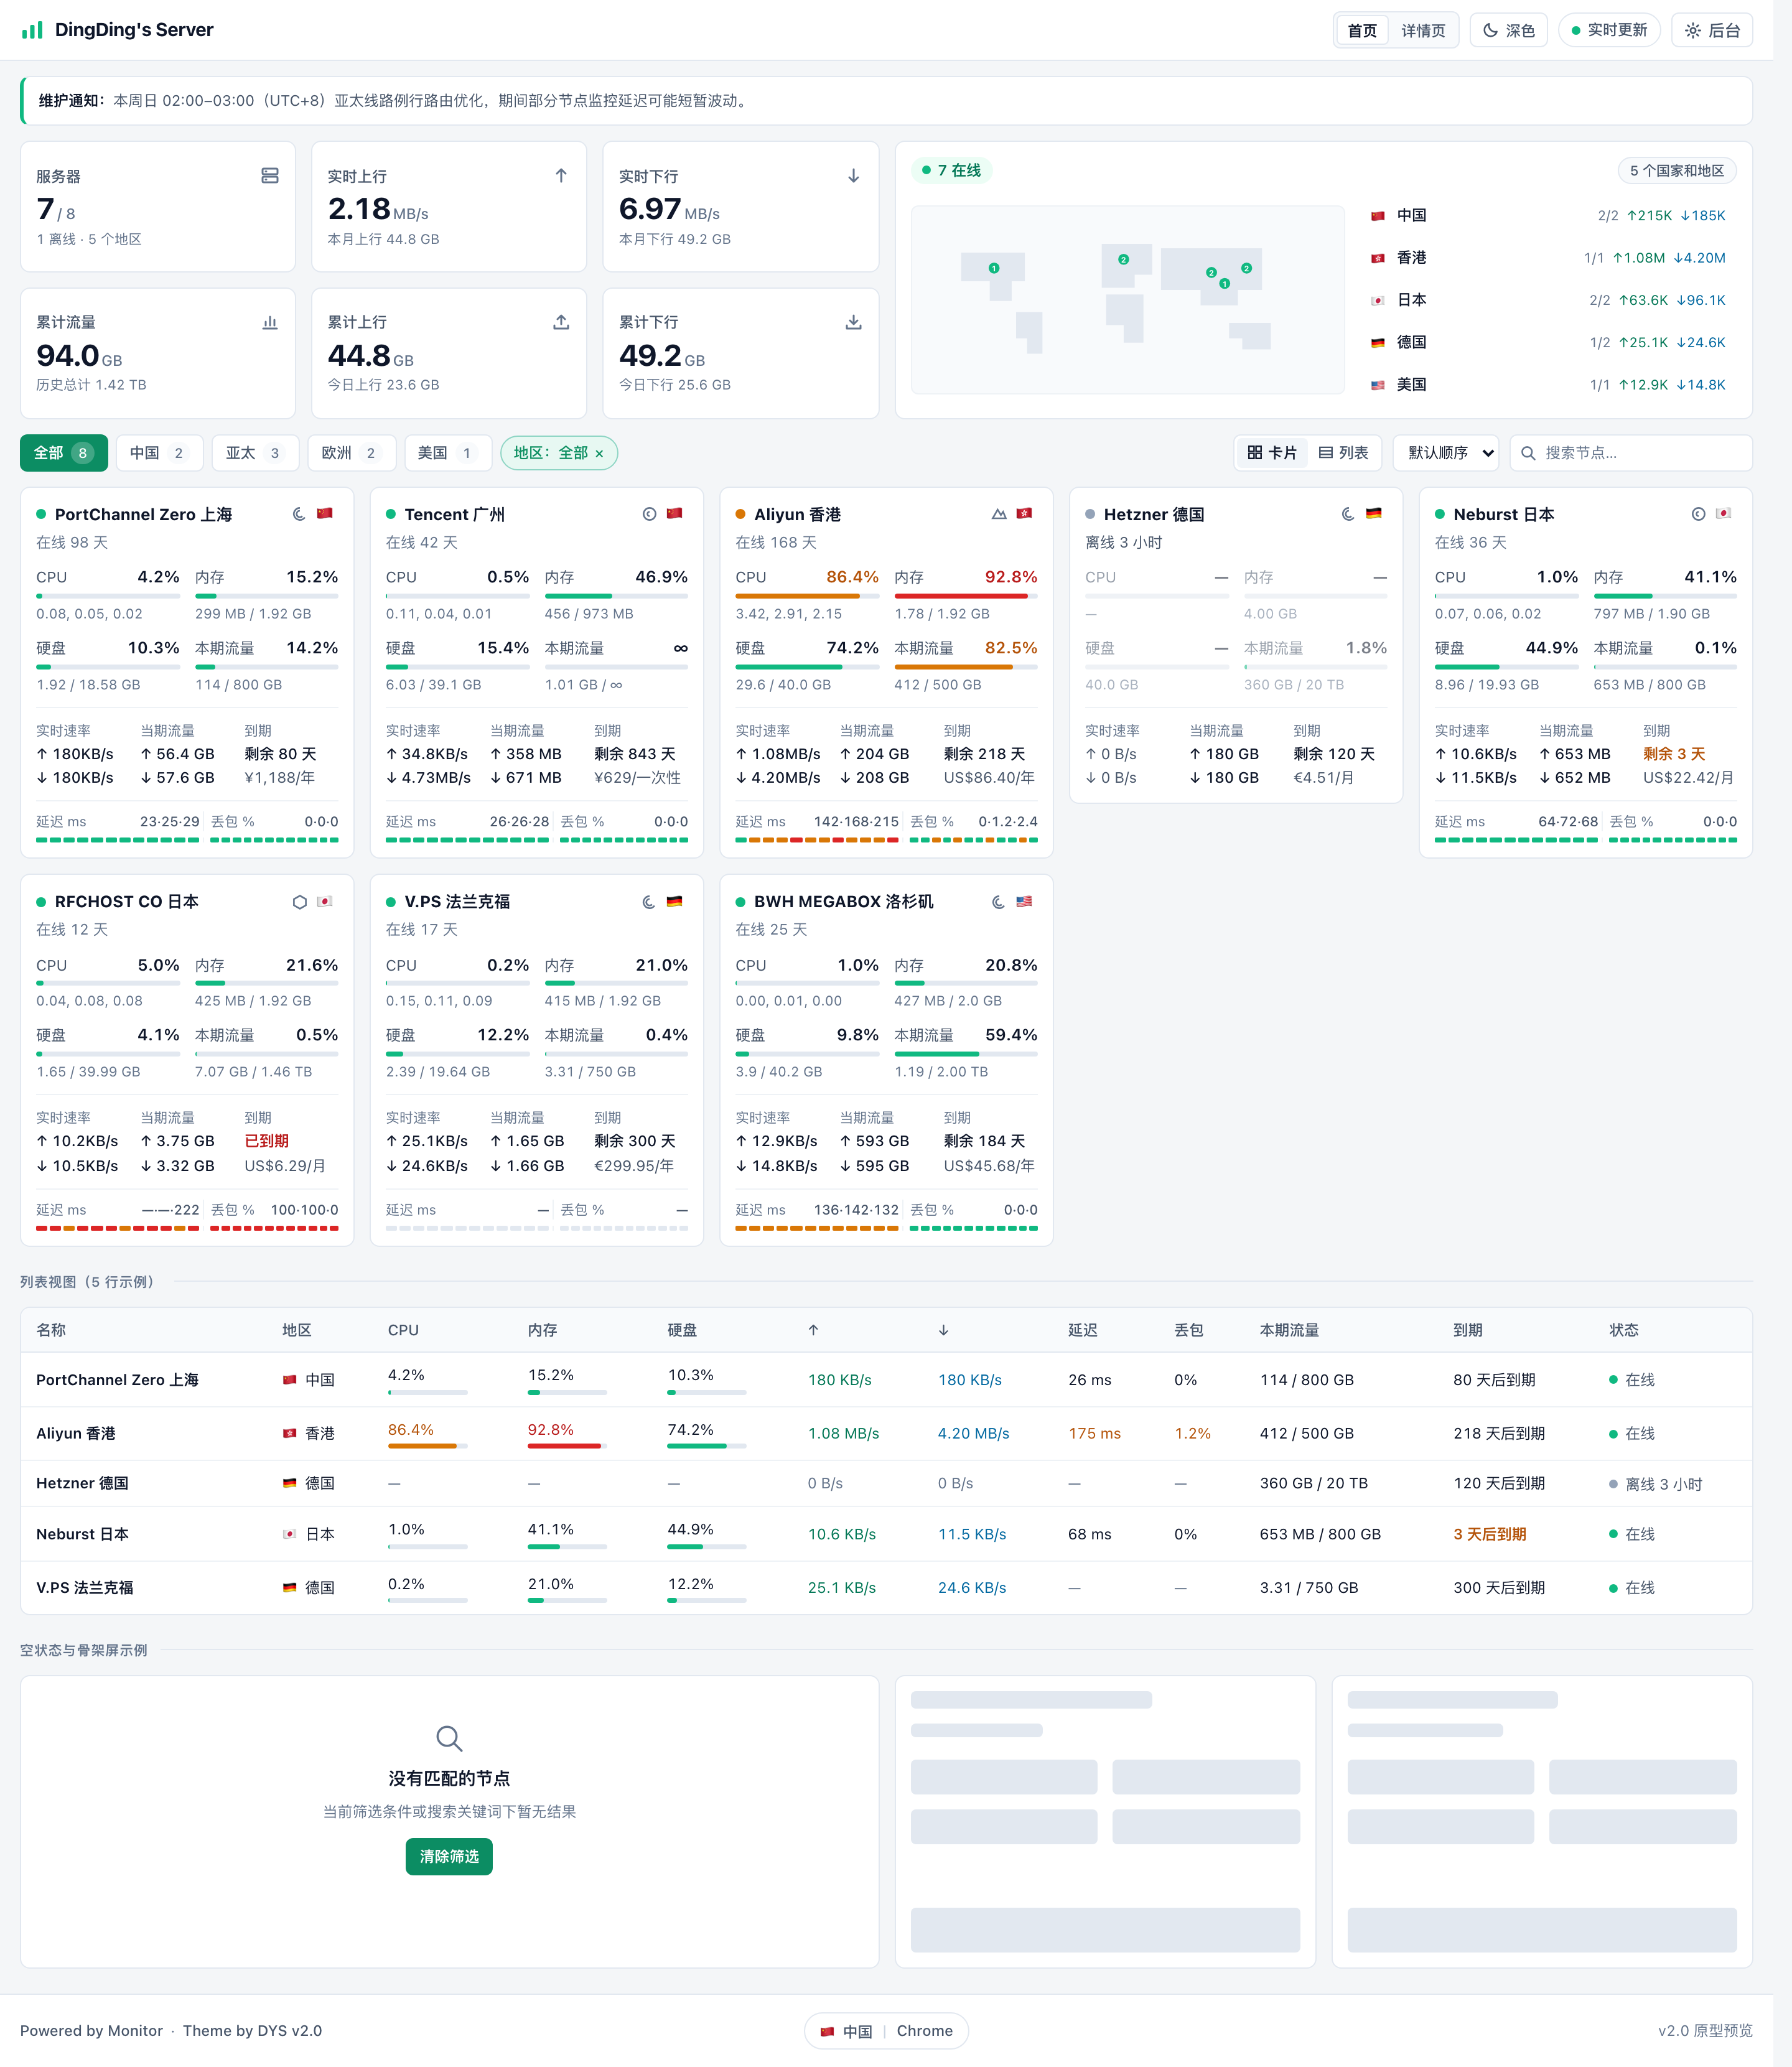 DingDing's Server
首页 详情页 深色 实时更新 后台
维护通知：本周日 02:00–03:00（UTC+8）亚太线路例行路由优化，期间部分节点监控延迟可能短暂波动。
服务器
7 / 8
1 离线 · 5 个地区
实时上行 ↑
2.18 MB/s
本月上行 44.8 GB
实时下行 ↓
6.97 MB/s
本月下行 49.2 GB
累计流量
94.0 GB
历史总计 1.42 TB
累计上行
44.8 GB
今日上行 23.6 GB
累计下行
49.2 GB
今日下行 25.6 GB
7 在线
5 个国家和地区
1 2 2 2 1
中国 2/2 ↑215K ↓185K
香港 1/1 ↑1.08M ↓4.20M
日本 2/2 ↑63.6K ↓96.1K
德国 1/2 ↑25.1K ↓24.6K
美国 1/1 ↑12.9K ↓14.8K
全部 8 中国 2 亚太 3 欧洲 2 美国 1 地区：全部 ×
卡片 列表 默认顺序 搜索节点...
PortChannel Zero 上海
在线 98 天
CPU 4.2% 内存 15.2%
0.08, 0.05, 0.02 299 MB / 1.92 GB
硬盘 10.3% 本期流量 14.2%
1.92 / 18.58 GB 114 / 800 GB
实时速率 当期流量 到期
↑ 180KB/s ↑ 56.4 GB 剩余 80 天
↓ 180KB/s ↓ 57.6 GB ¥1,188/年
延迟 ms 23·25·29 丢包 % 0·0·0
Tencent 广州
在线 42 天
CPU 0.5% 内存 46.9%
0.11, 0.04, 0.01 456 / 973 MB
硬盘 15.4% 本期流量 ∞
6.03 / 39.1 GB 1.01 GB / ∞
实时速率 当期流量 到期
↑ 34.8KB/s ↑ 358 MB 剩余 843 天
↓ 4.73MB/s ↓ 671 MB ¥629/一次性
延迟 ms 26·26·28 丢包 % 0·0·0
Aliyun 香港
在线 168 天
CPU 86.4% 内存 92.8%
3.42, 2.91, 2.15 1.78 / 1.92 GB
硬盘 74.2% 本期流量 82.5%
29.6 / 40.0 GB 412 / 500 GB
实时速率 当期流量 到期
↑ 1.08MB/s ↑ 204 GB 剩余 218 天
↓ 4.20MB/s ↓ 208 GB US$86.40/年
延迟 ms 142·168·215 丢包 % 0·1.2·2.4
Hetzner 德国
离线 3 小时
CPU — 内存 —
— 4.00 GB
硬盘 — 本期流量 1.8%
40.0 GB 360 GB / 20 TB
实时速率 当期流量 到期
↑ 0 B/s ↑ 180 GB 剩余 120 天
↓ 0 B/s ↓ 180 GB €4.51/月
Neburst 日本
在线 36 天
CPU 1.0% 内存 41.1%
0.07, 0.06, 0.02 797 MB / 1.90 GB
硬盘 44.9% 本期流量 0.1%
8.96 / 19.93 GB 653 MB / 800 GB
实时速率 当期流量 到期
↑ 10.6KB/s ↑ 653 MB 剩余 3 天
↓ 11.5KB/s ↓ 652 MB US$22.42/月
延迟 ms 64·72·68 丢包 % 0·0·0
RFCHOST CO 日本
在线 12 天
CPU 5.0% 内存 21.6%
0.04, 0.08, 0.08 425 MB / 1.92 GB
硬盘 4.1% 本期流量 0.5%
1.65 / 39.99 GB 7.07 GB / 1.46 TB
实时速率 当期流量 到期
↑ 10.2KB/s ↑ 3.75 GB 已到期
↓ 10.5KB/s ↓ 3.32 GB US$6.29/月
延迟 ms —·—·222 丢包 % 100·100·0
V.PS 法兰克福
在线 17 天
CPU 0.2% 内存 21.0%
0.15, 0.11, 0.09 415 MB / 1.92 GB
硬盘 12.2% 本期流量 0.4%
2.39 / 19.64 GB 3.31 / 750 GB
实时速率 当期流量 到期
↑ 25.1KB/s ↑ 1.65 GB 剩余 300 天
↓ 24.6KB/s ↓ 1.66 GB €299.95/年
延迟 ms — 丢包 % —
BWH MEGABOX 洛杉矶
在线 25 天
CPU 1.0% 内存 20.8%
0.00, 0.01, 0.00 427 MB / 2.0 GB
硬盘 9.8% 本期流量 59.4%
3.9 / 40.2 GB 1.19 / 2.00 TB
实时速率 当期流量 到期
↑ 12.9KB/s ↑ 593 GB 剩余 184 天
↓ 14.8KB/s ↓ 595 GB US$45.68/年
延迟 ms 136·142·132 丢包 % 0·0·0
列表视图（5 行示例）
名称 地区 CPU 内存 硬盘 ↑ ↓ 延迟 丢包 本期流量 到期 状态
PortChannel Zero 上海 中国 4.2% 15.2% 10.3% 180 KB/s 180 KB/s 26 ms 0% 114 / 800 GB 80 天后到期 在线
Aliyun 香港 香港 86.4% 92.8% 74.2% 1.08 MB/s 4.20 MB/s 175 ms 1.2% 412 / 500 GB 218 天后到期 在线
Hetzner 德国 德国 — — — 0 B/s 0 B/s — — 360 GB / 20 TB 120 天后到期 离线 3 小时
Neburst 日本 日本 1.0% 41.1% 44.9% 10.6 KB/s 11.5 KB/s 68 ms 0% 653 MB / 800 GB 3 天后到期 在线
V.PS 法兰克福 德国 0.2% 21.0% 12.2% 25.1 KB/s 24.6 KB/s — — 3.31 / 750 GB 300 天后到期 在线
空状态与骨架屏示例
没有匹配的节点
当前筛选条件或搜索关键词下暂无结果
清除筛选
Powered by Monitor · Theme by DYS v2.0
中国 | Chrome
v2.0 原型预览